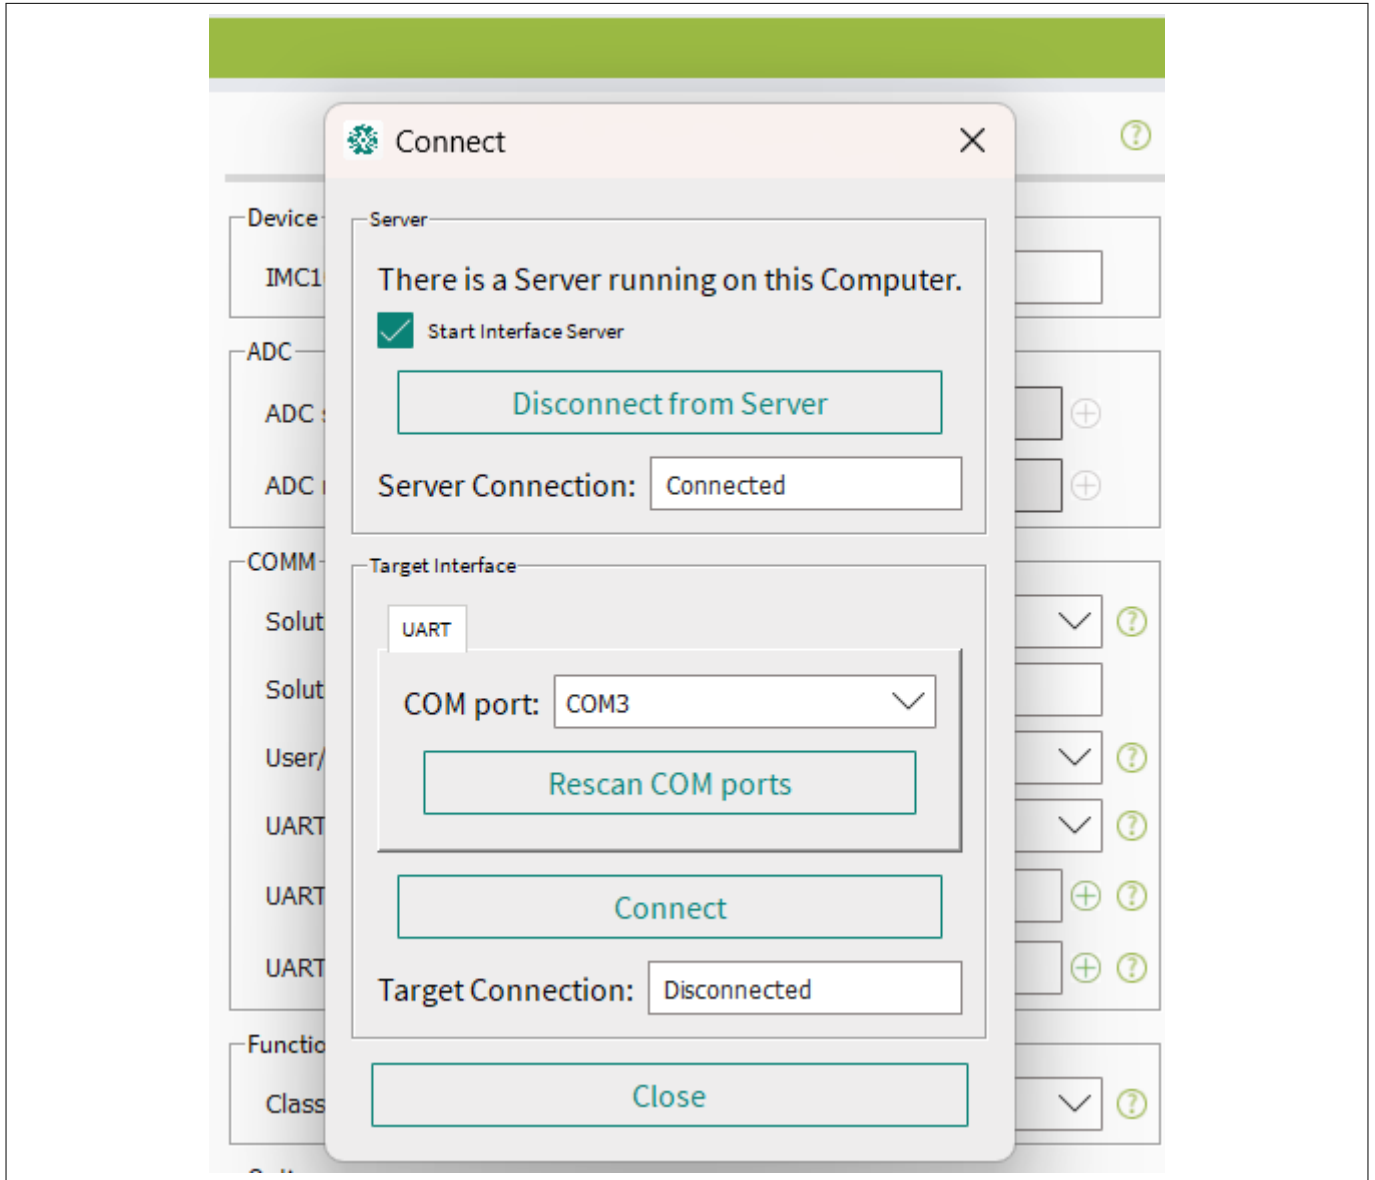 Connect
Device
IMC1
ADC
ADC
ADC
COMM
Solut
Solut
User/
UART
UART
UART
Functio
Class
Server
There is a Server running on this Computer.
Start Interface Server
Disconnect from Server
Server Connection: Connected
Target Interface
UART
COM port: COM3
Rescan COM ports
Connect
Target Connection: Disconnected
Close